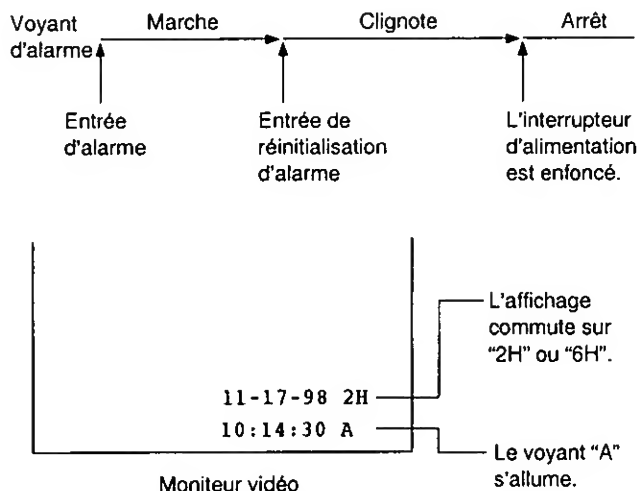 Voyant
d'alarme
Marche
Clignote
Arrêt
Entrée
d'alarme
Entrée de
réinitialisation
d'alarme
L'interrupteur
d'alimentation
est enfoncé.
L'affichage
commute sur
"2H" ou "6H".
11-17-98 2H
10:14:30 A
Le voyant "A"
s'allume.
Moniteur vidéo